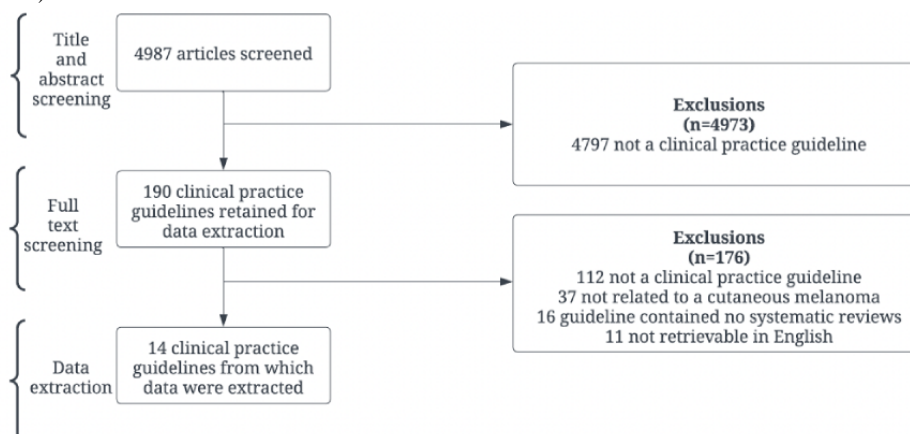 Title
and
abstract
screening
4987 articles screened
Exclusions
(n=4973)
4797 not a clinical practice guideline
Full
text
screening
190 clinical practice
guidelines retained for
data extraction
Exclusions
(n=176)
112 not a clinical practice guideline
37 not related to a cutaneous melanoma
16 guideline contained no systematic reviews
11 not retrievable in English
Data
extraction
14 clinical practice
guidelines from which
data were extracted